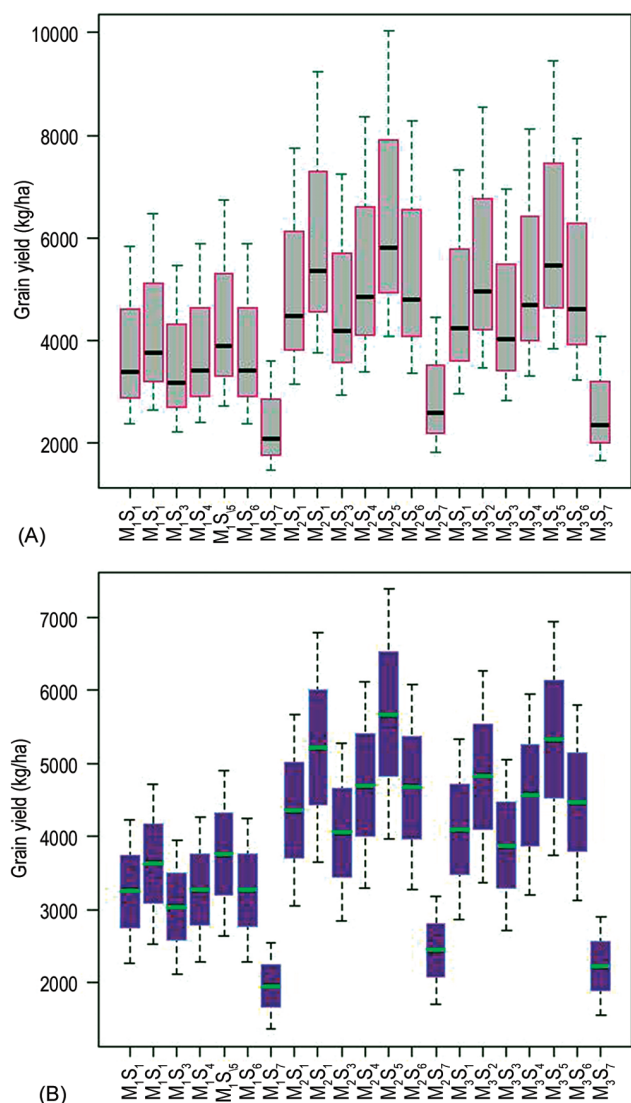 10000
8000
6000
4000
2000
Grain yield (kg/ha)
M₁S₁ M₁S₁ M₁S₃ M₁S₄ M₁S₁₅ M₁S₆ M₁S₇ M₂S₁ M₂S₁ M₂S₃ M₂S₄ M₂S₅ M₂S₆ M₂S₇ M₃S₁ M₃S₂ M₃S₃ M₃S₄ M₃S₅ M₃S₆ M₃S₇
(A)
7000
6000
5000
4000
3000
2000
Grain yield (kg/ha)
M₁S₁ M₁S₁ M₁S₃ M₁S₄ M₁S₁₅ M₁S₆ M₁S₇ M₂S₁ M₂S₁ M₂S₃ M₂S₄ M₂S₅ M₂S₆ M₂S₇ M₃S₁ M₃S₂ M₃S₃ M₃S₄ M₃S₅ M₃S₆ M₃S₇
(B)